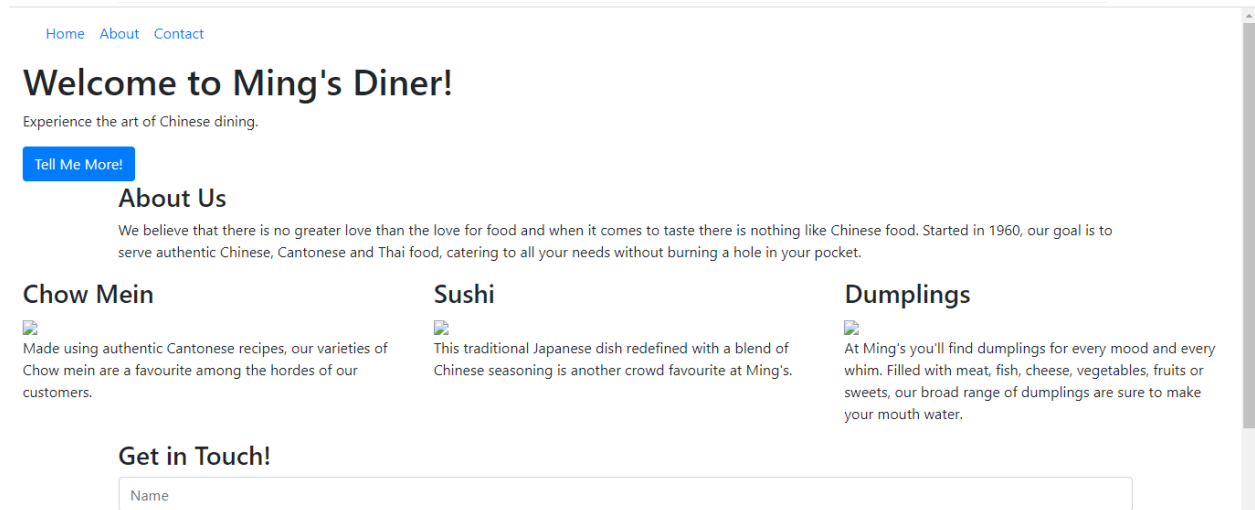 Home About Contact
Welcome to Ming's Diner!
Experience the art of Chinese dining.
Tell Me More!
About Us
We believe that there is no greater love than the love for food and when it comes to taste there is nothing like Chinese food. Started in 1960, our goal is to
serve authentic Chinese, Cantonese and Thai food, catering to all your needs without burning a hole in your pocket.
Chow Mein
Made using authentic Cantonese recipes, our varieties of
Chow mein are a favourite among the hordes of our
customers.
Sushi
This traditional Japanese dish redefined with a blend of
Chinese seasoning is another crowd favourite at Ming's.
Dumplings
At Ming's you'll find dumplings for every mood and every
whim. Filled with meat, fish, cheese, vegetables, fruits or
sweets, our broad range of dumplings are sure to make
your mouth water.
Get in Touch!
Name